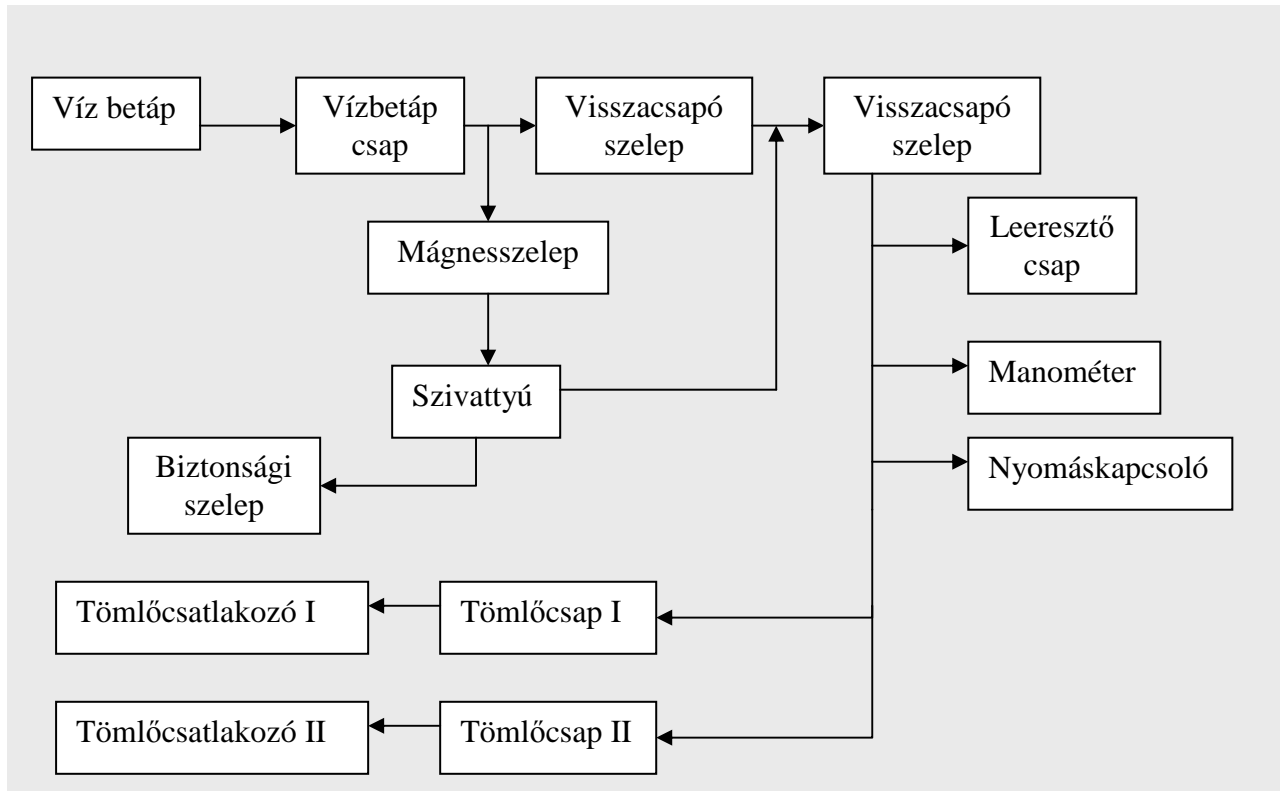 Víz betáp
Vízbetáp
csap
Visszacsapó
szelep
Visszacsapó
szelep
Leeresztő
csap
Mágnesszelep
Manométer
Szivattyú
Biztonsági
szelep
Nyomáskapcsoló
Tömlőcsatlakozó I
Tömlőcsap I
Tömlőcsatlakozó II
Tömlőcsap II